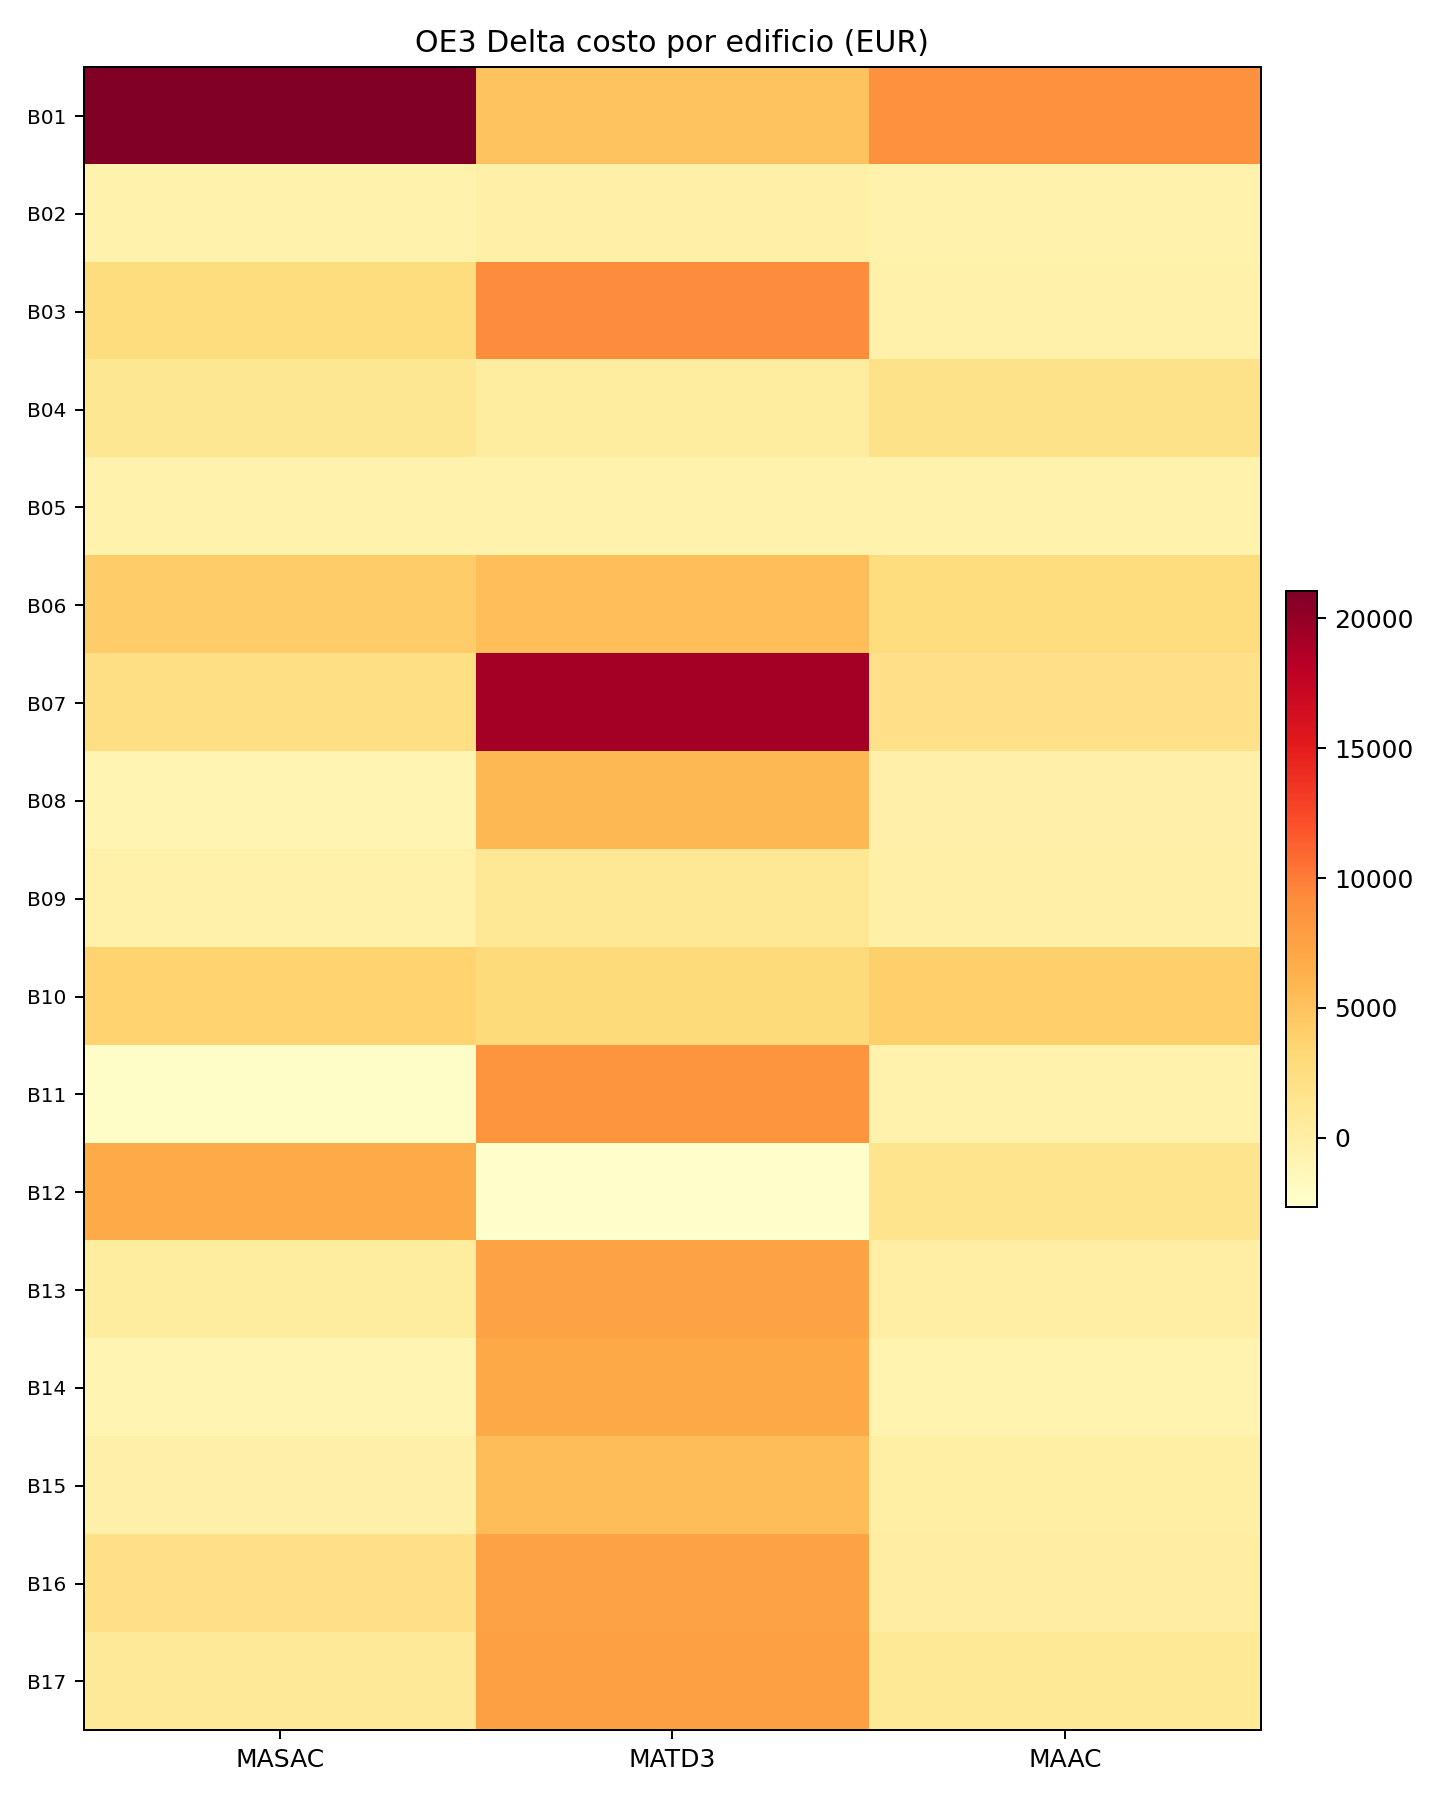 OE3 Delta costo por edificio (EUR)
B01
B02
B03
B04
B05
B06
B07
B08
B09
B10
B11
B12
B13
B14
B15
B16
B17
MASAC
MATD3
MAAC
20000
15000
10000
5000
0